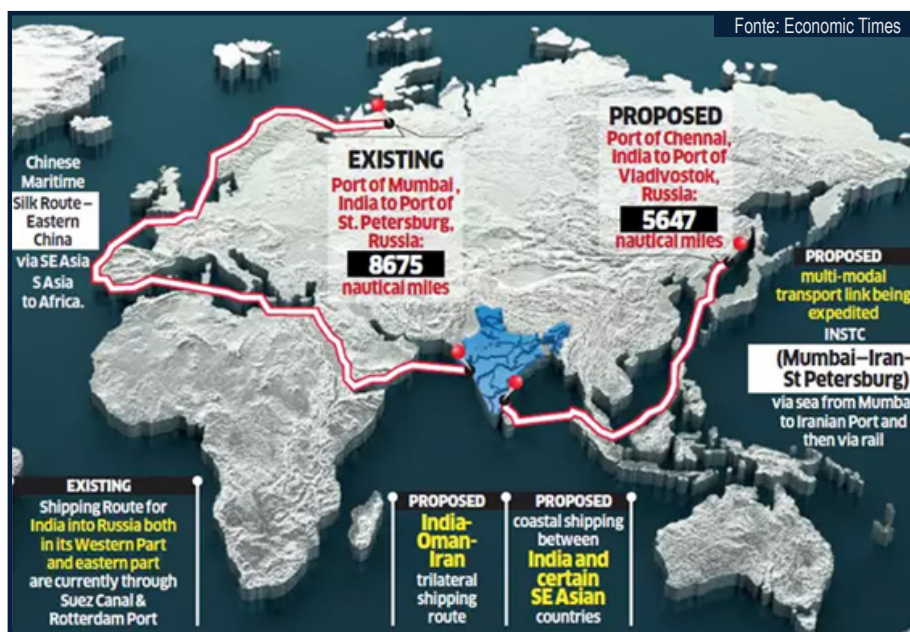 Fonte: Economic Times
Chinese
Maritime
Silk Route –
Eastern
China
via SE Asia
S Asia
to Africa.
EXISTING
Port of Mumbai,
India to Port of
St. Petersburg,
Russia:
8675
nautical miles
PROPOSED
Port of Chennai,
India to Port of
Vladivostok,
Russia:
5647
nautical miles
PROPOSED
multi-modal
transport link being
expedited
INSTC
(Mumbai–Iran-
St Petersburg)
via sea from Mumba
to Iranian Port and
then via rail
EXISTING
Shipping Route for
India into Russia both
in its Western Part
and eastern part
are currently through
Suez Canal &
Rotterdam Port
PROPOSED
India-
Oman-
Iran
trilateral
shipping
route
PROPOSED
coastal shipping
between
India and
certain
SE Asian
countries